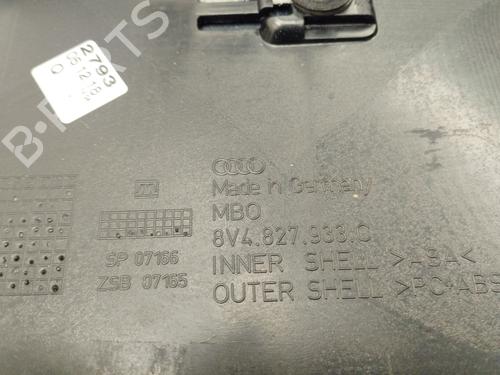 2793
Made in Germany
MBO
8V4.827.933.C
SP 07166
INNER SHELL >ASA<
ZSB 07165
OUTER SHELL >PC+ABS